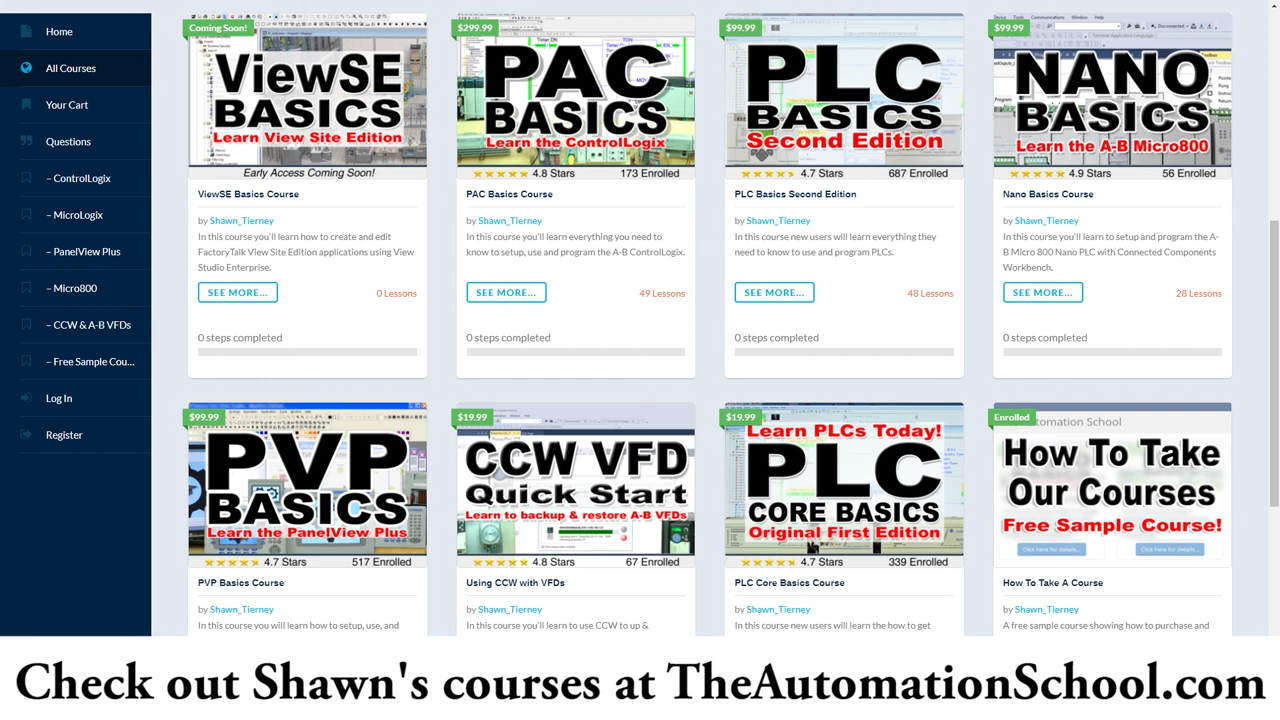 Home
All Courses
Your Cart
Questions
– ControlLogix
– MicroLogix
– PanelView Plus
– Micro800
– CCW & A-B VFDs
– Free Sample Cou...
Log In
Register
Coming Soon!
ViewSE
BASICS
Learn View Site Edition
Early Access Coming Soon!
ViewSE Basics Course
by Shawn_Tierney
In this course you'll learn how to create and edit
FactoryTalk View Site Edition applications using View
Studio Enterprise.
SEE MORE...
0 Lessons
0 steps completed
$299.99
PAC
BASICS
Learn the ControlLogix
4.8 Stars 173 Enrolled
PAC Basics Course
by Shawn_Tierney
In this course you'll learn everything you need to
know to setup, use and program the A-B ControlLogix.
SEE MORE...
49 Lessons
0 steps completed
$99.99
PLC
BASICS
Second Edition
4.7 Stars 687 Enrolled
PLC Basics Second Edition
by Shawn_Tierney
In this course new users will learn everything they
need to know to use and program PLCs.
SEE MORE...
48 Lessons
0 steps completed
$99.99
NANO
BASICS
Learn the A-B Micro800
4.9 Stars 56 Enrolled
Nano Basics Course
by Shawn_Tierney
In this course you'll learn to setup and program the A-
B Micro 800 Nano PLC with Connected Components
Workbench.
SEE MORE...
28 Lessons
0 steps completed
$99.99
PVP
BASICS
Learn the PanelView Plus
4.7 Stars 517 Enrolled
PVP Basics Course
by Shawn_Tierney
In this course you will learn how to setup, use, and
$19.99
CCW VFD
Quick Start
Learn to backup & restore A-B VFDs
4.8 Stars 67 Enrolled
Using CCW with VFDs
by Shawn_Tierney
In this course you'll learn to use CCW to up &
$19.99
Learn PLCs Today!
PLC
CORE BASICS
Original First Edition
4.7 Stars 339 Enrolled
PLC Core Basics Course
by Shawn_Tierney
In this course new users will learn the how to get
Enrolled
Automation School
How To Take
Our Courses
Free Sample Course!
Click here for details...
Click here for details...
How To Take A Course
by Shawn_Tierney
A free sample course showing how to purchase and
Check out Shawn's courses at TheAutomationSchool.com